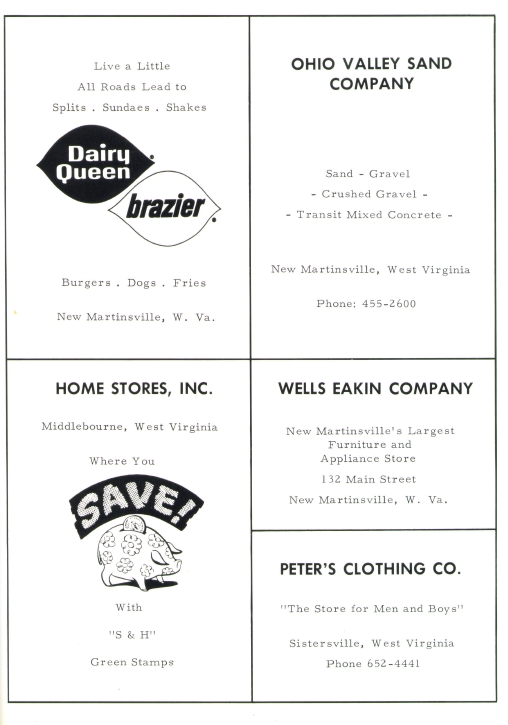 Live a Little
All Roads Lead to
Splits . Sundaes . Shakes
Dairy
Queen
brazier
Burgers . Dogs . Fries
New Martinsville, W. Va.
OHIO VALLEY SAND
COMPANY
Sand - Gravel
- Crushed Gravel -
- Transit Mixed Concrete -
New Martinsville, West Virginia
Phone: 455-2600
HOME STORES, INC.
Middlebourne, West Virginia
Where You
SAVE!
With
"S & H"
Green Stamps
WELLS EAKIN COMPANY
New Martinsville's Largest
Furniture and
Appliance Store
132 Main Street
New Martinsville, W. Va.
PETER'S CLOTHING CO.
"The Store for Men and Boys"
Sistersville, West Virginia
Phone 652-4441